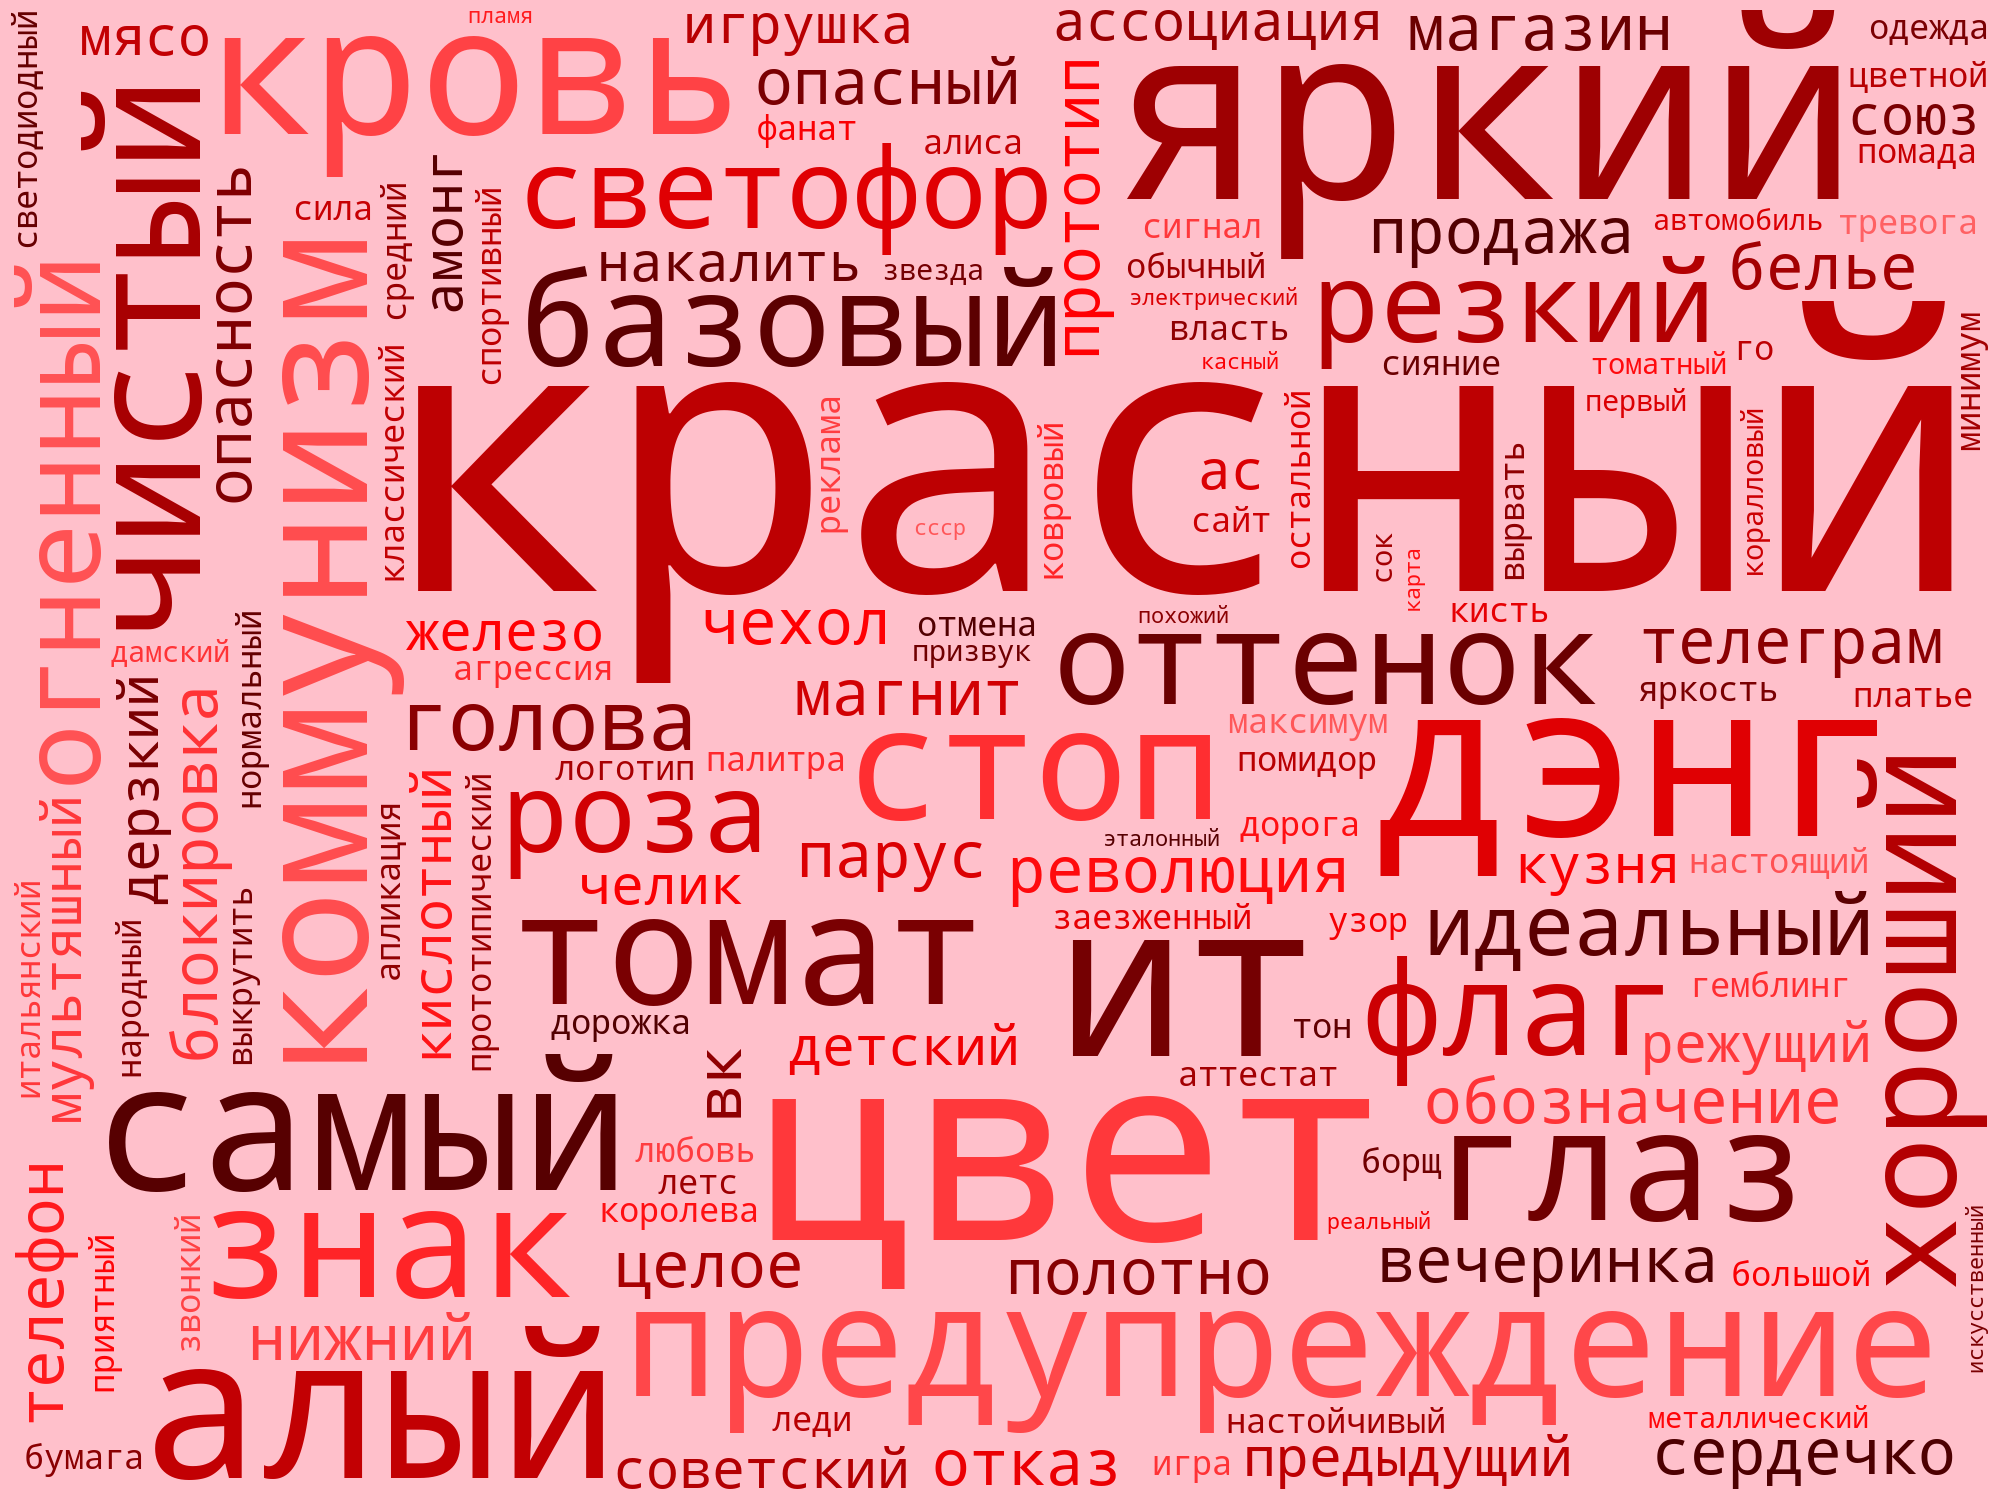 пламя
мясо
кровь
игрушка
ассоциация
магазин
яркий
одежда
светодиодный
чистый
опасный
прототип
цветной
союз
фанат
алиса
помада
светофор
опасность
сила
средний
амонг
спортивный
сигнал
продажа
автомобиль
тревога
накалить
звезда
обычный
белье
базовый
электрический
резкий
огненный
коммунизм
власть
минимум
касный
сияние
томатный
го
классический
красный
первый
реклама
ковровый
ас
остальной
вырвать
коралловый
сайт
ссср
сок
карта
железо
чехол
отмена
похожий
кисть
нормальный
дамский
агрессия
призвук
оттенок
телеграм
дерзкий
блокировка
магнит
яркость
платье
голова
максимум
дэнг
стоп
логотип
палитра
помидор
хороший
кислотный
прототипический
роза
апликация
мультяшный
эталонный
дорога
парус
революция
кузня
настоящий
челик
итальянский
народный
выкрутить
томат
заезженный
узор
идеальный
ит
флаг
гемблинг
дорожка
тон
детский
режущий
вк
аттестат
самый
цвет
обозначение
любовь
борщ
глаз
летс
телефон
королева
звонкий
знак
реальный
искусственный
приятный
целое
полотно
вечеринка
большой
нижний
предупреждение
алый
леди
настойчивый
металлический
бумага
советский
отказ
игра
предыдущий
сердечко